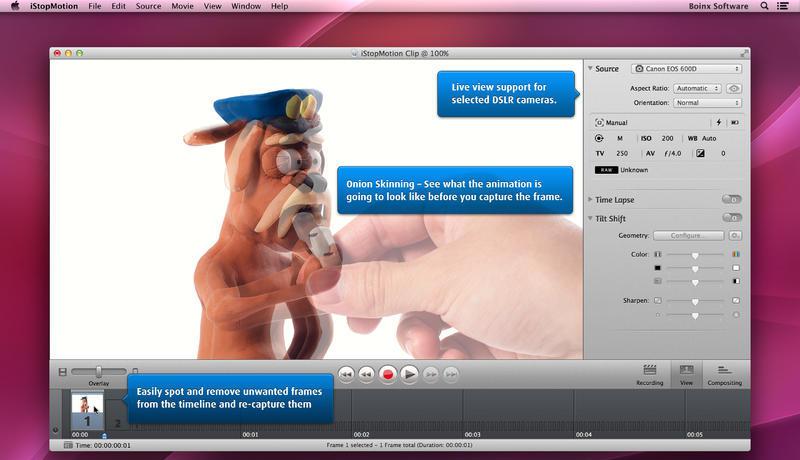 iStopMotion File Edit Source Movie View Window Help Boinx Software
iStopMotion Clip @ 100%
Source Canon EOS 600D
Live view support for
selected DSLR cameras.
Aspect Ratio: Automatic
Orientation: Normal
Manual
M ISO 200 WB Auto
TV 250 AV ƒ/4.0 0
RAW Unknown
Onion Skinning – See what the animation is
going to look like before you capture the frame.
Time Lapse
Tilt Shift
Geometry: Configure...
Color:
Sharpen:
Overlay
Recording View Compositing
Easily spot and remove unwanted frames
from the timeline and re-capture them
1 2
00:00 00:01 00:02 00:03 00:04 00:05
Time: 00:00:00:01 Frame 1 selected – 1 Frame total (Duration: 00:00:01)